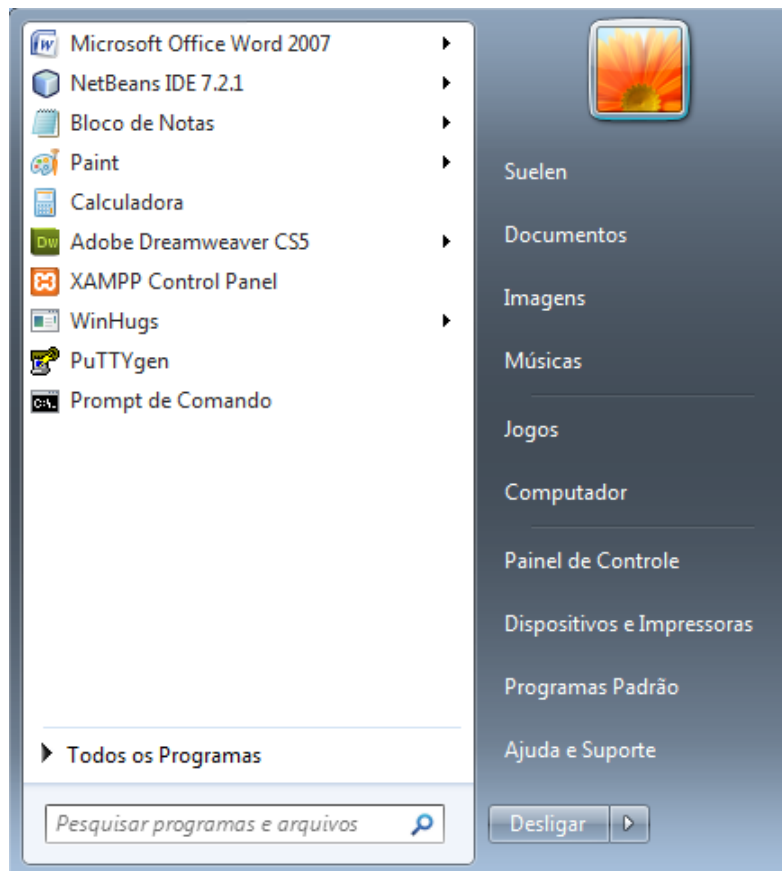 Microsoft Office Word 2007
NetBeans IDE 7.2.1
Bloco de Notas
Paint
Calculadora
Adobe Dreamweaver CS5
XAMPP Control Panel
WinHugs
PuTTYgen
Prompt de Comando
Todos os Programas
Pesquisar programas e arquivos
Suelen
Documentos
Imagens
Músicas
Jogos
Computador
Painel de Controle
Dispositivos e Impressoras
Programas Padrão
Ajuda e Suporte
Desligar